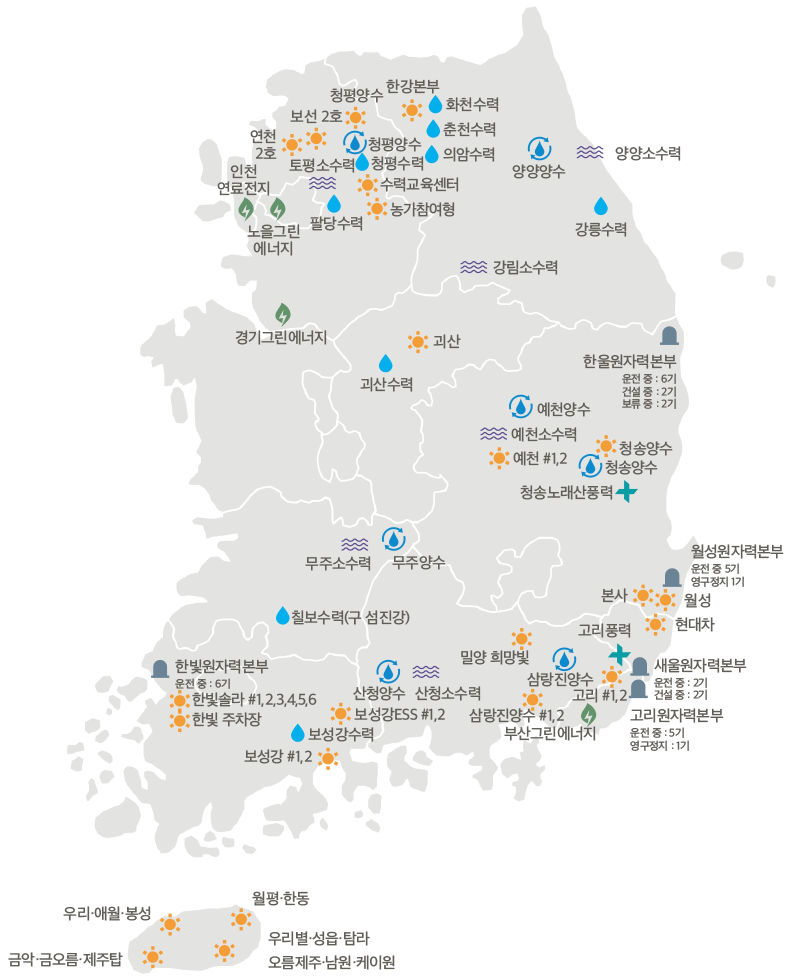 한강본부
청평양수
화천수력
보선 2호
춘천수력
연천
2호
청평양수
의암수력
양양양수
양양소수력
토평소수력
청평수력
인천
연료전지
수력교육센터
농가참여형
팔당수력
노을그린
에너지
강릉수력
강림소수력
경기그린에너지
괴산
괴산수력
한울원자력본부
운전 중 : 6기
건설 중 : 2기
보류 중 : 2기
예천양수
예천소수력
예천 #1,2
청송양수
청송양수
청송노래산풍력
무주소수력
무주양수
월성원자력본부
운전 중 5기
영구정지 1기
본사
월성
현대차
칠보수력(구 섬진강)
고리풍력
밀양 희망빛
한빛원자력본부
운전 중 : 6기
한빛솔라 #1,2,3,4,5,6
한빛 주차장
산청양수
산청소수력
삼랑진양수
새울원자력본부
운전 중 : 2기
건설 중 : 2기
고리 #1,2
삼랑진양수 #1,2
고리원자력본부
운전 중 : 5기
영구정지 : 1기
부산그린에너지
보성강ESS #1,2
보성강수력
보성강 #1,2
월평·한동
우리·애월·봉성
우리별·성읍·탐라
오름제주·남원·케이원
금악·금오름·제주탑